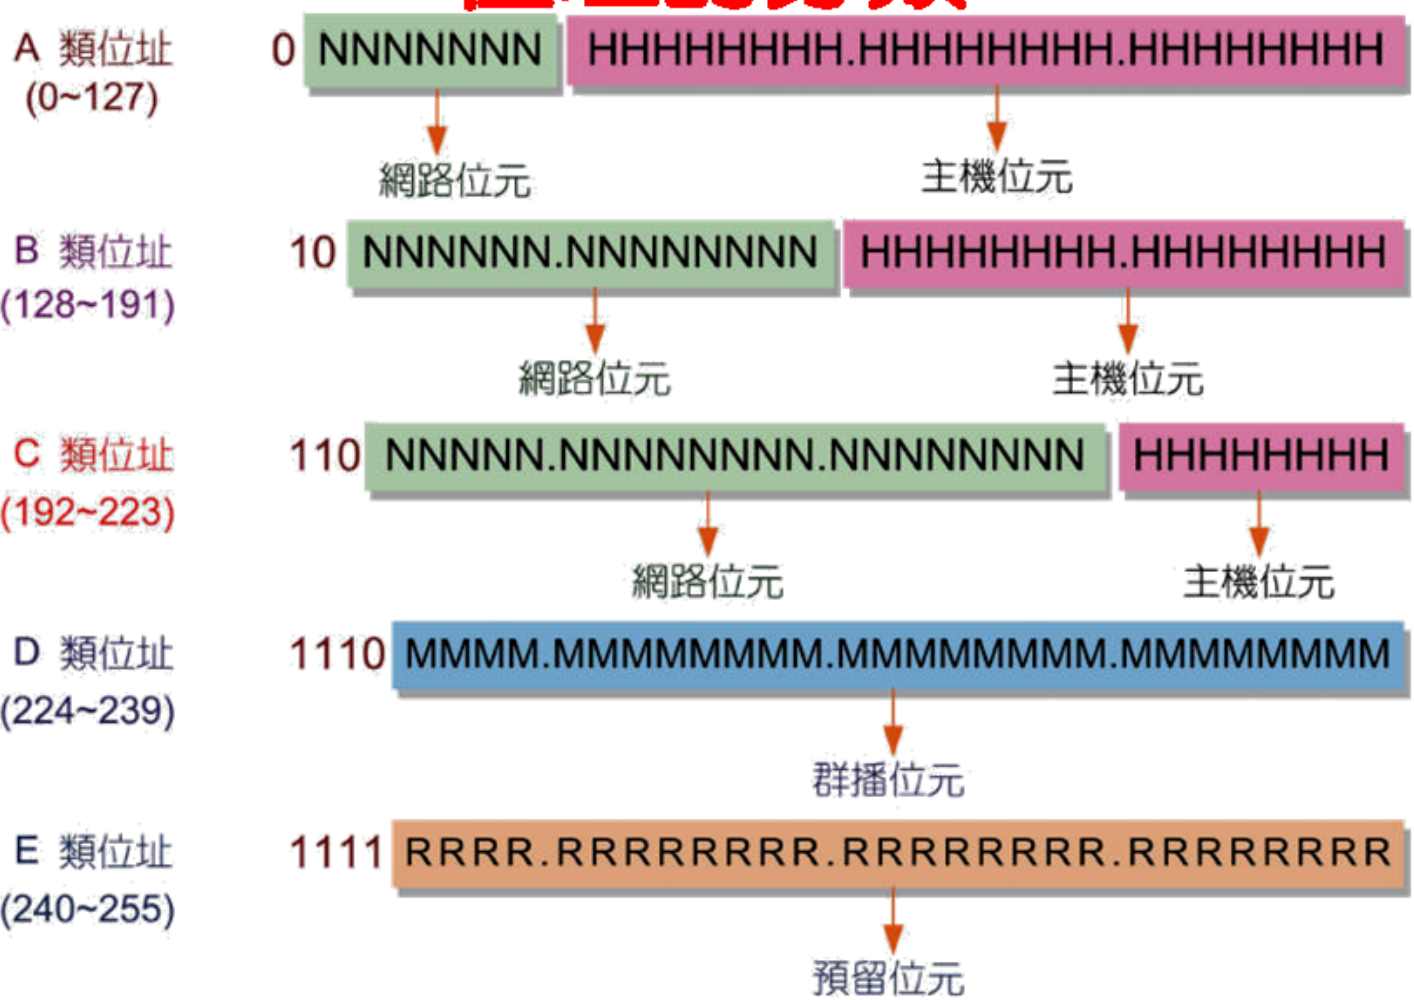 A 類位址 0 NNNNNNN HHHHHHHH.HHHHHHHH.HHHHHHHH
(0~127)
網路位元 主機位元
B 類位址 10 NNNNNN.NNNNNNNN HHHHHHHH.HHHHHHHH
(128~191)
網路位元 主機位元
C 類位址 110 NNNNN.NNNNNNNN.NNNNNNNN HHHHHHHH
(192~223)
網路位元 主機位元
D 類位址 1110 MMMM.MMMMMMMM.MMMMMMMM.MMMMMMMM
(224~239)
群播位元
E 類位址 1111 RRRR.RRRRRRRR.RRRRRRRR.RRRRRRRR
(240~255)
預留位元